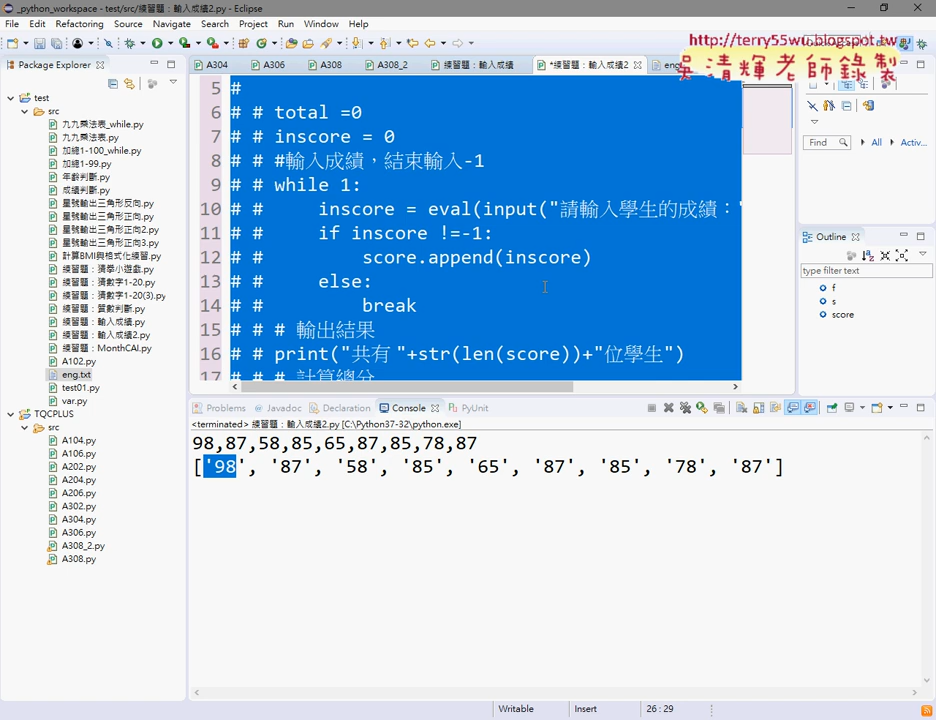 _python_workspace - test/src/練習題：輸入成績2.py - Eclipse
File Edit Refactoring Source Navigate Search Project Run Window Help
http://terry55wu.blogspot.tw
吳清輝老師錄製
Package Explorer
A304 A306 A308 A308_2 練習題：輸入成績 *練習題：輸入成績2
test
src
九九乘法表_while.py
九九乘法表.py
加總1-100_while.py
加總1-99.py
年齡判斷.py
成績判斷.py
星號輸出三角形反向.py
星號輸出三角形正向.py
星號輸出三角形正向2.py
星號輸出三角形正向3.py
計算BMI與格式化練習.py
練習題：猜學小遊戲.py
練習題：猜數字1-20.py
練習題：猜數字1-20(3).py
練習題：質數判斷.py
練習題：輸入成績.py
練習題：輸入成績2.py
練習題：MonthCAI.py
A102.py
eng.txt
test01.py
var.py
TQCPLUS
src
A104.py
A106.py
A202.py
A204.py
A206.py
A302.py
A304.py
A306.py
A308_2.py
A308.py
5 #
6 # # total =0
7 # # inscore = 0
8 # # #輸入成績，結束輸入-1
9 # # while 1:
10 # #     inscore = eval(input("請輸入學生的成績："
11 # #     if inscore !=-1:
12 # #         score.append(inscore)
13 # #     else:
14 # #         break
15 # # # 輸出結果
16 # # print("共有 "+str(len(score))+"位學生")
17 # # # 計算總分
Find All Activ...
Outline
type filter text
f
s
score
Problems Javadoc Declaration Console PyUnit
<terminated> 練習題：輸入成績2.py [C:\Python37-32\python.exe]
98,87,58,85,65,87,85,78,87
['98', '87', '58', '85', '65', '87', '85', '78', '87']
Writable Insert 26 : 29